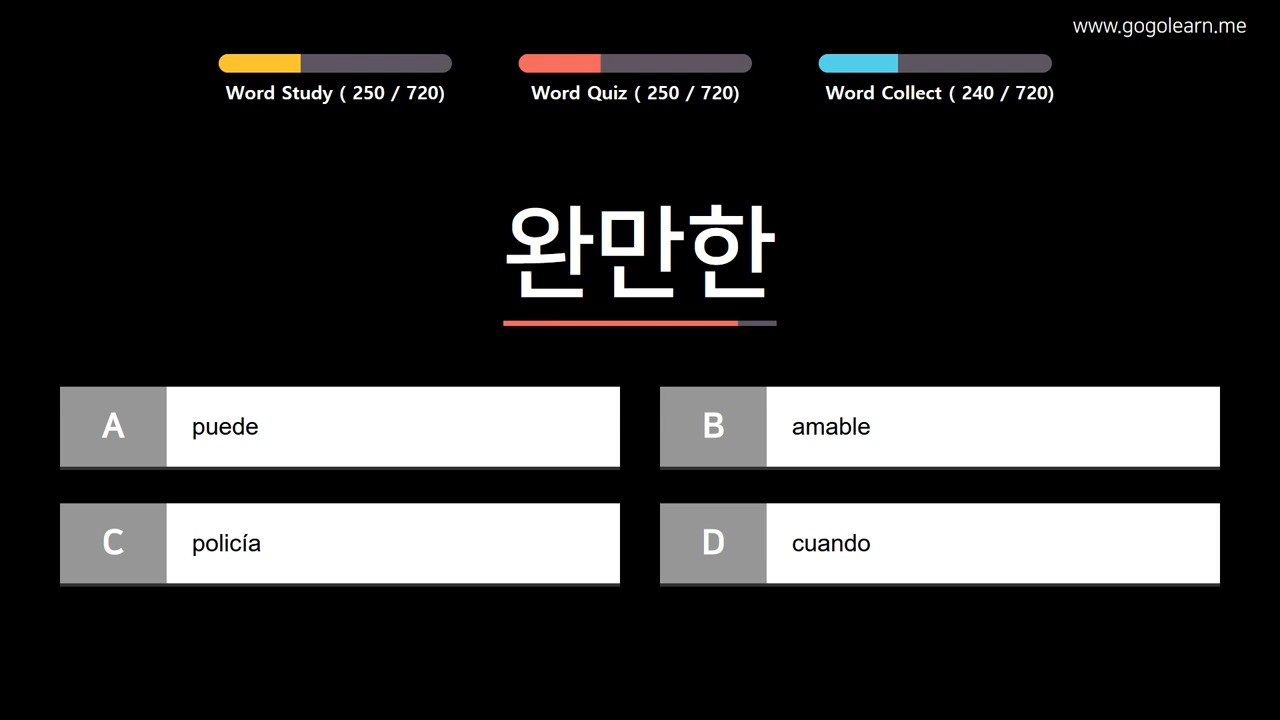 www.gogolearn.me
Word Study ( 250 / 720)
Word Quiz ( 250 / 720)
Word Collect ( 240 / 720)
완만한
A puede
B amable
C policía
D cuando